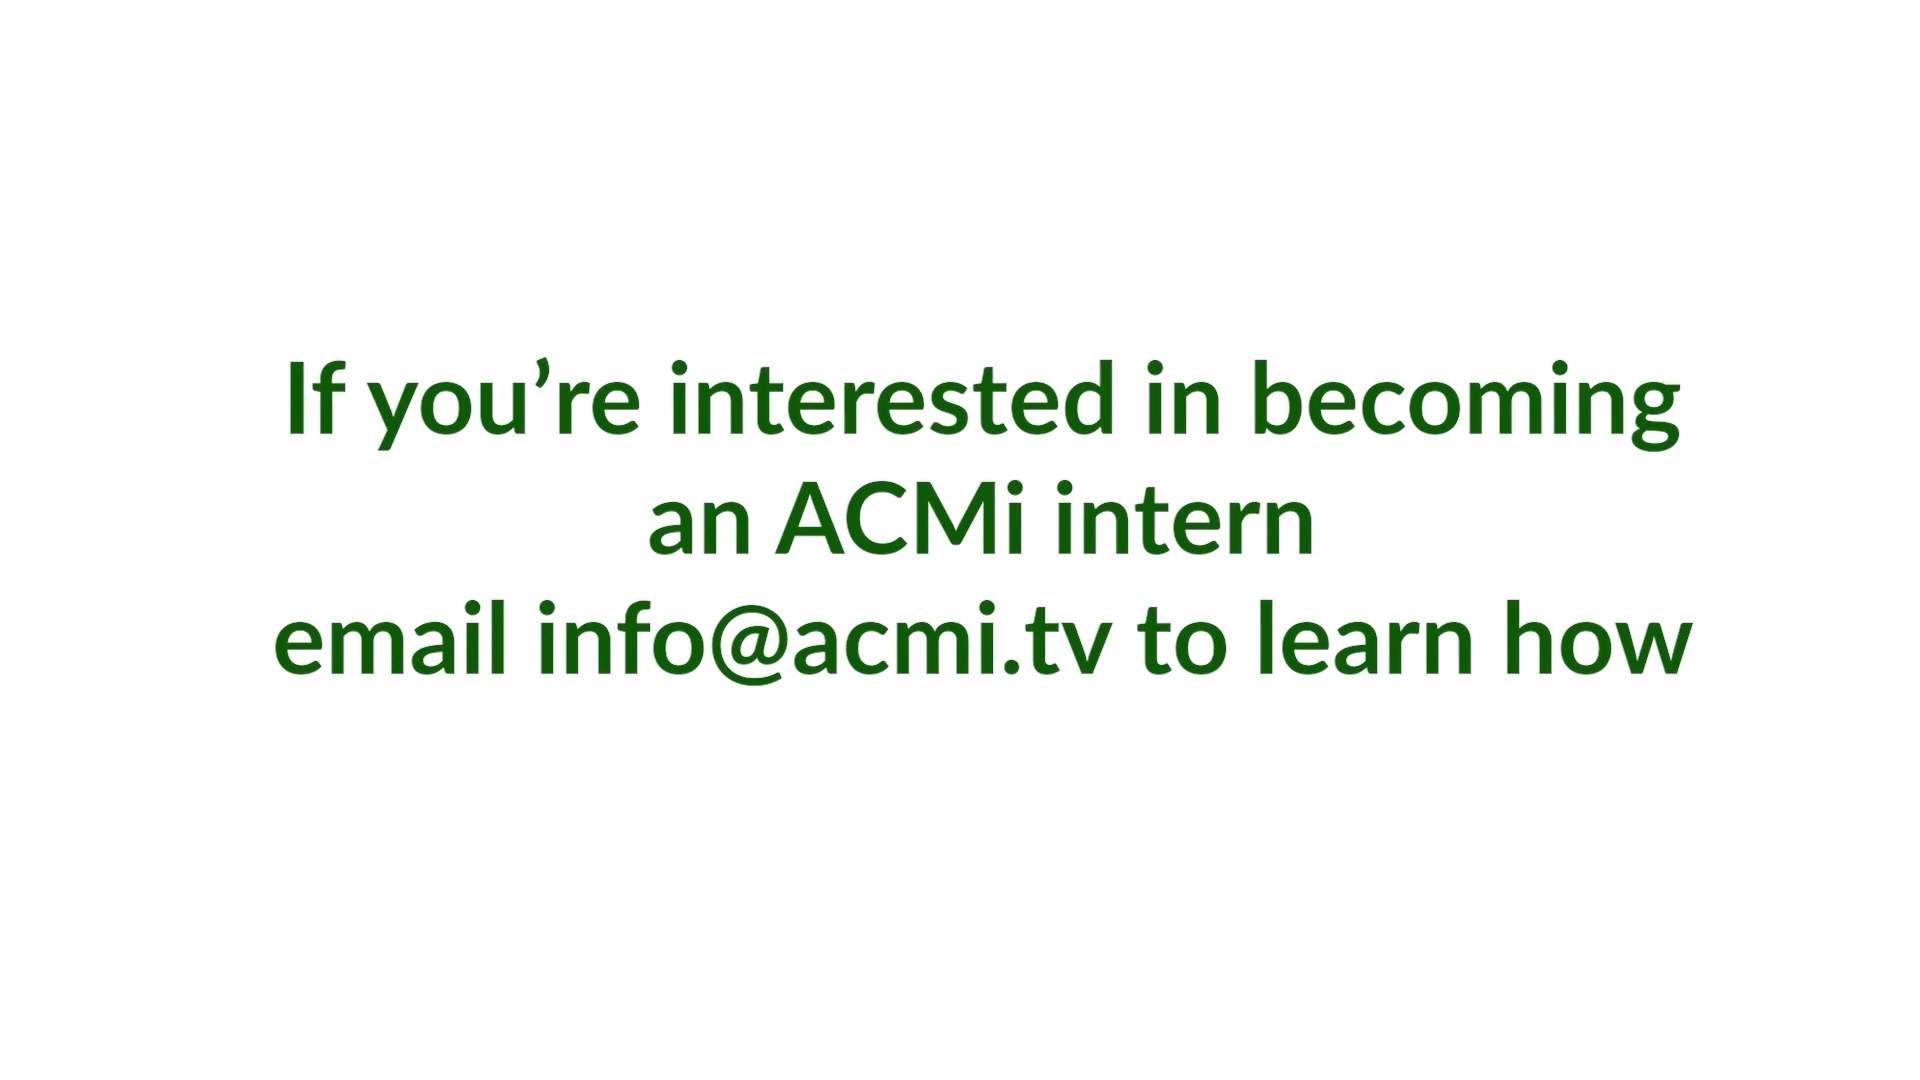 If you’re interested in becoming
an ACMi intern
email info@acmi.tv to learn how